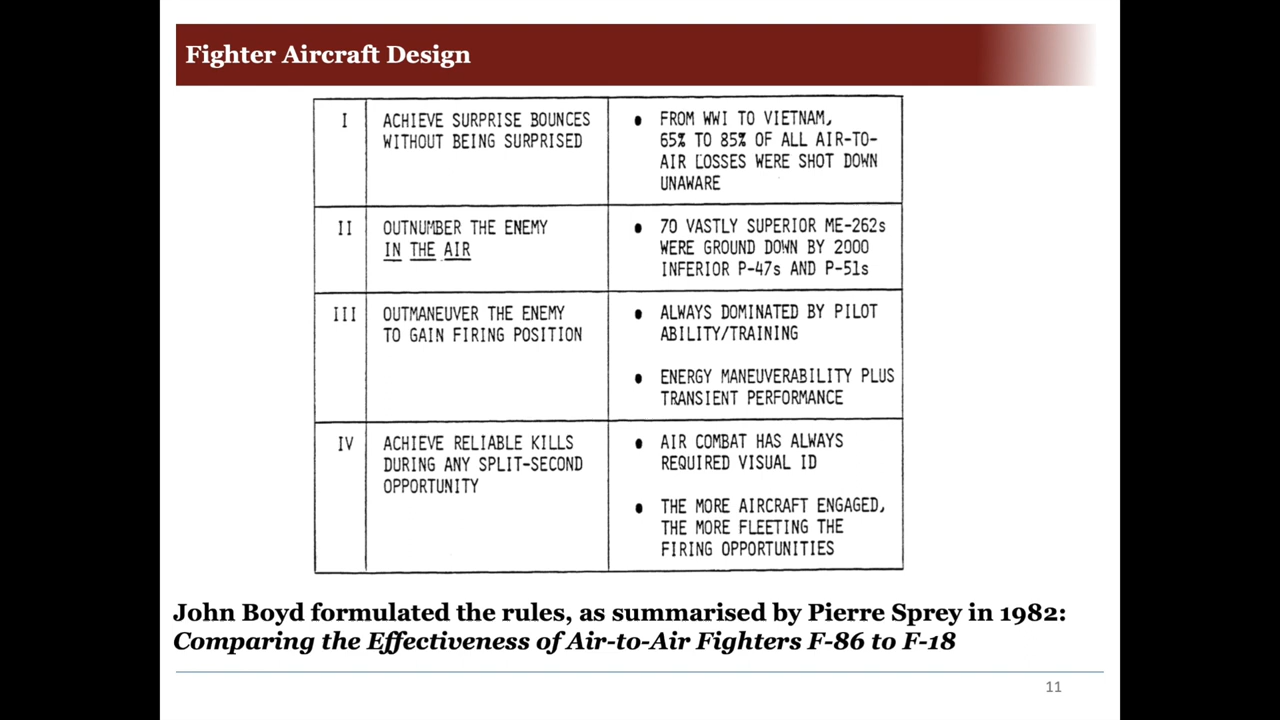 Fighter Aircraft Design
I
ACHIEVE SURPRISE BOUNCES
WITHOUT BEING SURPRISED
● FROM WWI TO VIETNAM,
65% TO 85% OF ALL AIR-TO-
AIR LOSSES WERE SHOT DOWN
UNAWARE
II
OUTNUMBER THE ENEMY
IN THE AIR
● 70 VASTLY SUPERIOR ME-262s
WERE GROUND DOWN BY 2000
INFERIOR P-47s AND P-51s
III
OUTMANEUVER THE ENEMY
TO GAIN FIRING POSITION
● ALWAYS DOMINATED BY PILOT
ABILITY/TRAINING
● ENERGY MANEUVERABILITY PLUS
TRANSIENT PERFORMANCE
IV
ACHIEVE RELIABLE KILLS
DURING ANY SPLIT-SECOND
OPPORTUNITY
● AIR COMBAT HAS ALWAYS
REQUIRED VISUAL ID
● THE MORE AIRCRAFT ENGAGED,
THE MORE FLEETING THE
FIRING OPPORTUNITIES
John Boyd formulated the rules, as summarised by Pierre Sprey in 1982:
Comparing the Effectiveness of Air-to-Air Fighters F-86 to F-18
11